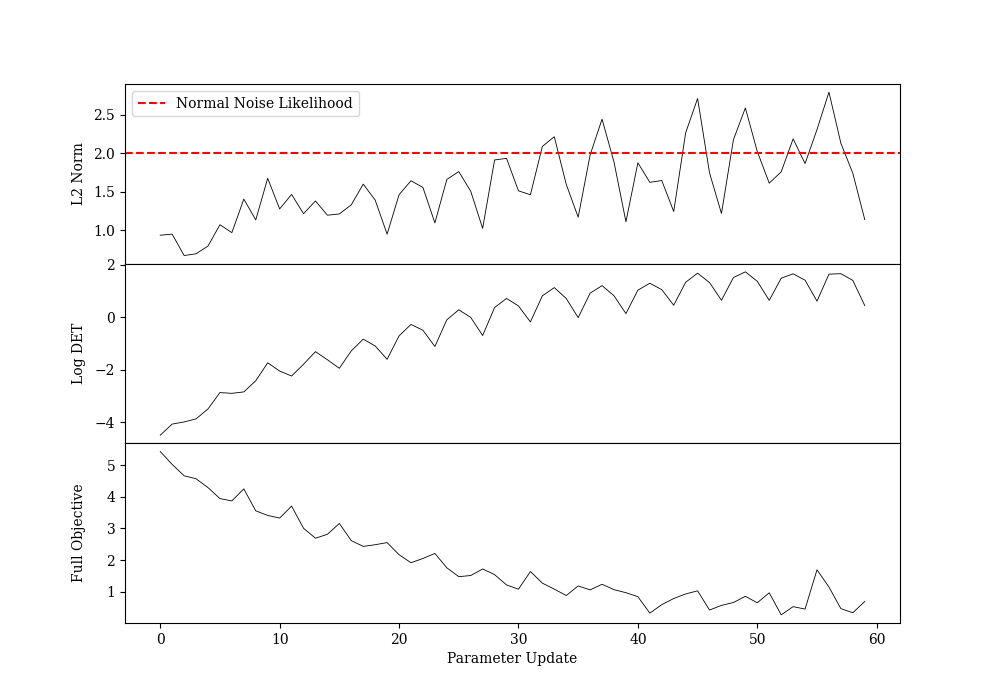 Normal Noise Likelihood
L2 Norm
2.5
2.0
1.5
1.0
Log DET
2
0
−2
−4
Full Objective
5
4
3
2
1
0 10 20 30 40 50 60
Parameter Update